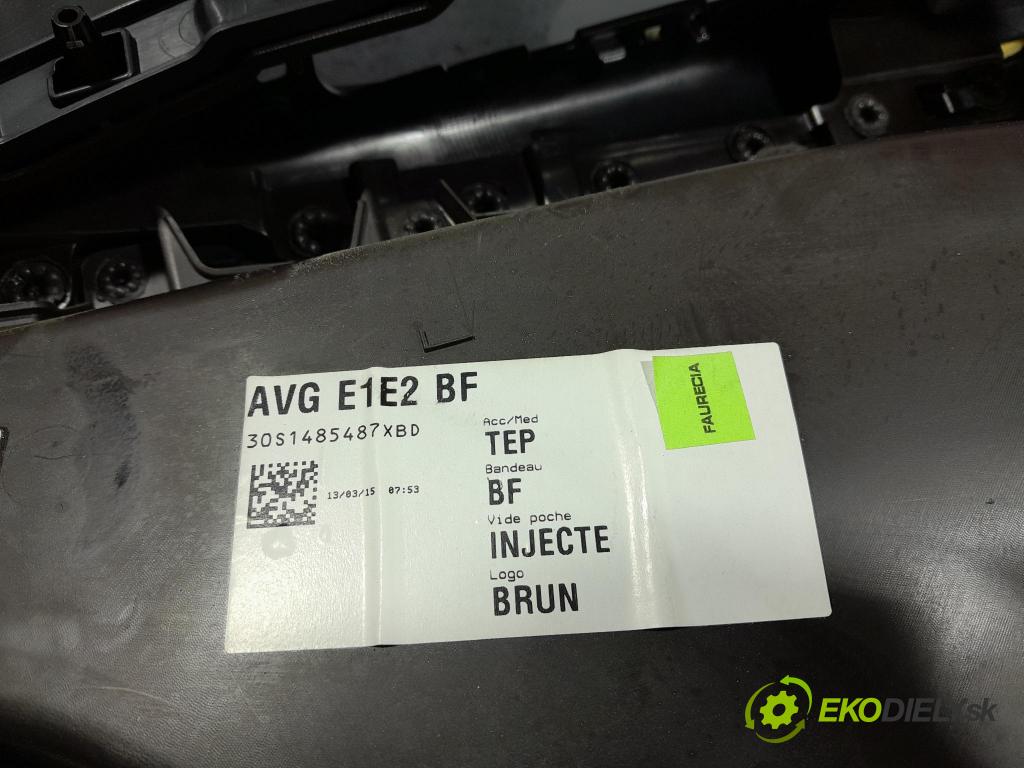 AVG E1E2 BF
30S1485487XBD
13/03/15 07:53
Acc/Med
TEP
Bandeau
BF
Vide poche
INJECTE
Logo
BRUN
FAURECIA
EKODIELY.sk